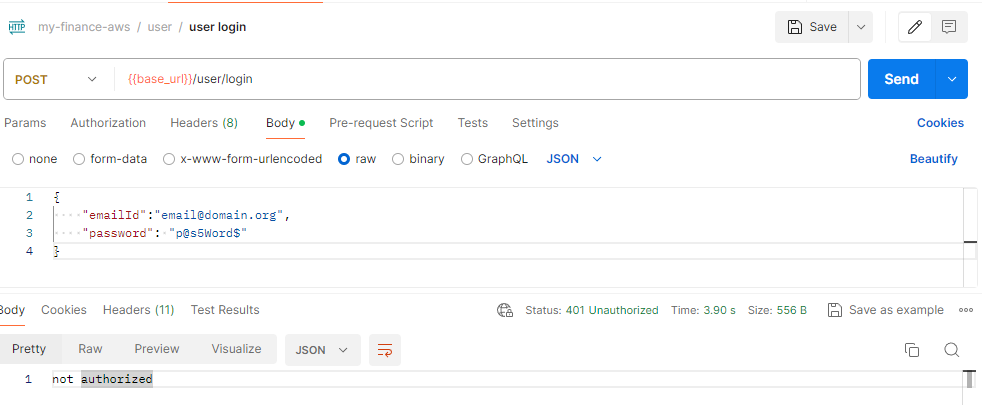 HTTP my-finance-aws / user / user login Save
POST {{base_url}}/user/login Send
Params Authorization Headers (8) Body Pre-request Script Tests Settings Cookies
none form-data x-www-form-urlencoded raw binary GraphQL JSON Beautify
1 {
2 "emailId":"email@domain.org",
3 "password": "p@s5Word$"
4 }
Body Cookies Headers (11) Test Results Status: 401 Unauthorized Time: 3.90 s Size: 556 B Save as example
Pretty Raw Preview Visualize JSON
1 not authorized